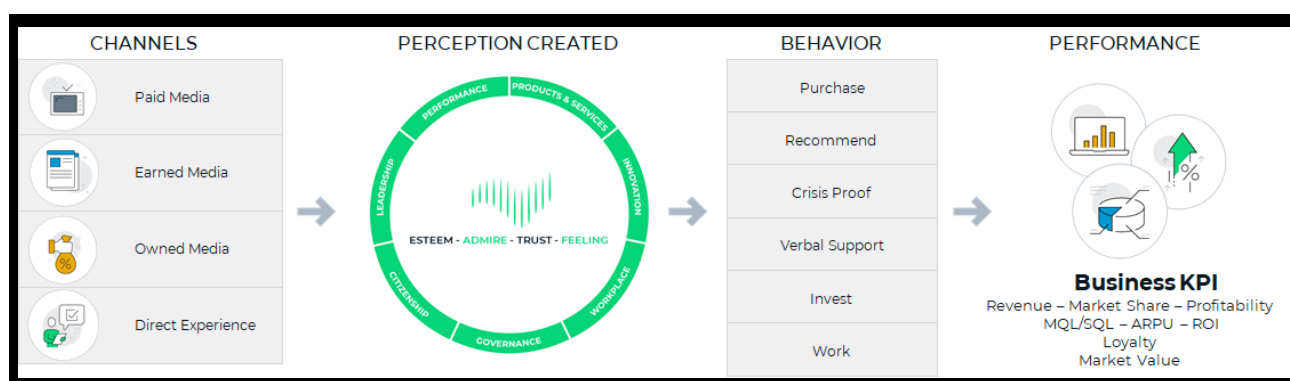 CHANNELS
Paid Media
Earned Media
Owned Media
%
Direct Experience
PERCEPTION CREATED
PERFORMANCE
PRODUCTS & SERVICES
INNOVATION
WORKPLACE
GOVERNANCE
CITIZENSHIP
LEADERSHIP
ESTEEM - ADMIRE - TRUST - FEELING
BEHAVIOR
Purchase
Recommend
Crisis Proof
Verbal Support
Invest
Work
PERFORMANCE
%
Business KPI
Revenue – Market Share – Profitability
MQL/SQL – ARPU – ROI
Loyalty
Market Value